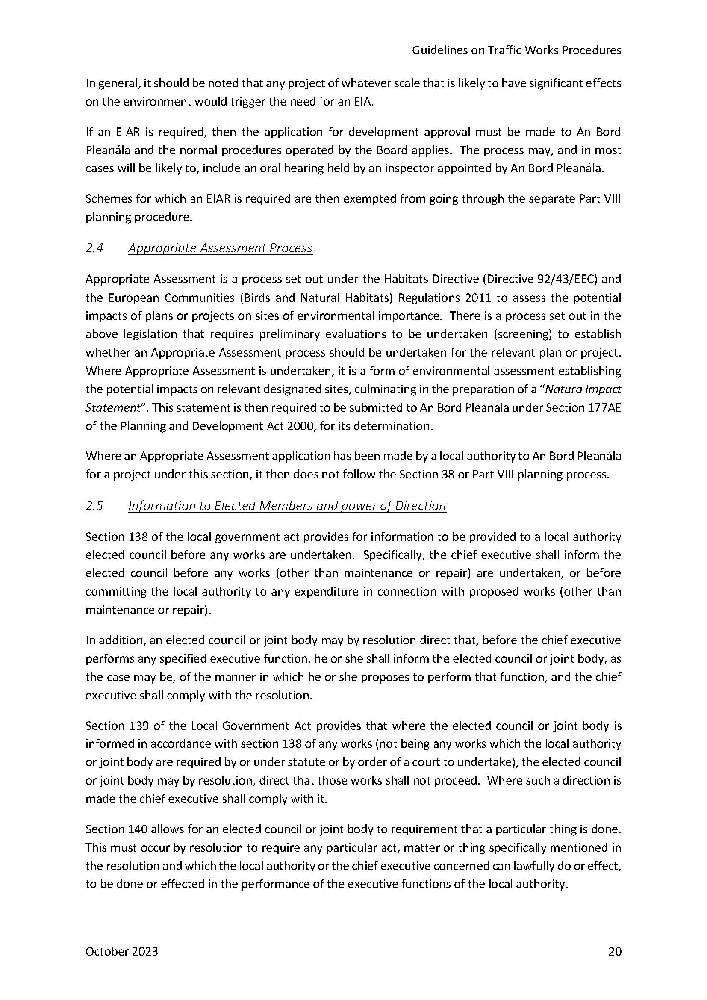 Guidelines on Traffic Works Procedures
In general, it should be noted that any project of whatever scale that is likely to have significant effects
on the environment would trigger the need for an EIA.
If an EIAR is required, then the application for development approval must be made to An Bord
Pleanála and the normal procedures operated by the Board applies. The process may, and in most
cases will be likely to, include an oral hearing held by an inspector appointed by An Bord Pleanála.
Schemes for which an EIAR is required are then exempted from going through the separate Part VIII
planning procedure.
2.4 Appropriate Assessment Process
Appropriate Assessment is a process set out under the Habitats Directive (Directive 92/43/EEC) and
the European Communities (Birds and Natural Habitats) Regulations 2011 to assess the potential
impacts of plans or projects on sites of environmental importance. There is a process set out in the
above legislation that requires preliminary evaluations to be undertaken (screening) to establish
whether an Appropriate Assessment process should be undertaken for the relevant plan or project.
Where Appropriate Assessment is undertaken, it is a form of environmental assessment establishing
the potential impacts on relevant designated sites, culminating in the preparation of a “Natura Impact
Statement”. This statement is then required to be submitted to An Bord Pleanála under Section 177AE
of the Planning and Development Act 2000, for its determination.
Where an Appropriate Assessment application has been made by a local authority to An Bord Pleanála
for a project under this section, it then does not follow the Section 38 or Part VIII planning process.
2.5 Information to Elected Members and power of Direction
Section 138 of the local government act provides for information to be provided to a local authority
elected council before any works are undertaken. Specifically, the chief executive shall inform the
elected council before any works (other than maintenance or repair) are undertaken, or before
committing the local authority to any expenditure in connection with proposed works (other than
maintenance or repair).
In addition, an elected council or joint body may by resolution direct that, before the chief executive
performs any specified executive function, he or she shall inform the elected council or joint body, as
the case may be, of the manner in which he or she proposes to perform that function, and the chief
executive shall comply with the resolution.
Section 139 of the Local Government Act provides that where the elected council or joint body is
informed in accordance with section 138 of any works (not being any works which the local authority
or joint body are required by or under statute or by order of a court to undertake), the elected council
or joint body may by resolution, direct that those works shall not proceed. Where such a direction is
made the chief executive shall comply with it.
Section 140 allows for an elected council or joint body to requirement that a particular thing is done.
This must occur by resolution to require any particular act, matter or thing specifically mentioned in
the resolution and which the local authority or the chief executive concerned can lawfully do or effect,
to be done or effected in the performance of the executive functions of the local authority.
October 2023 20